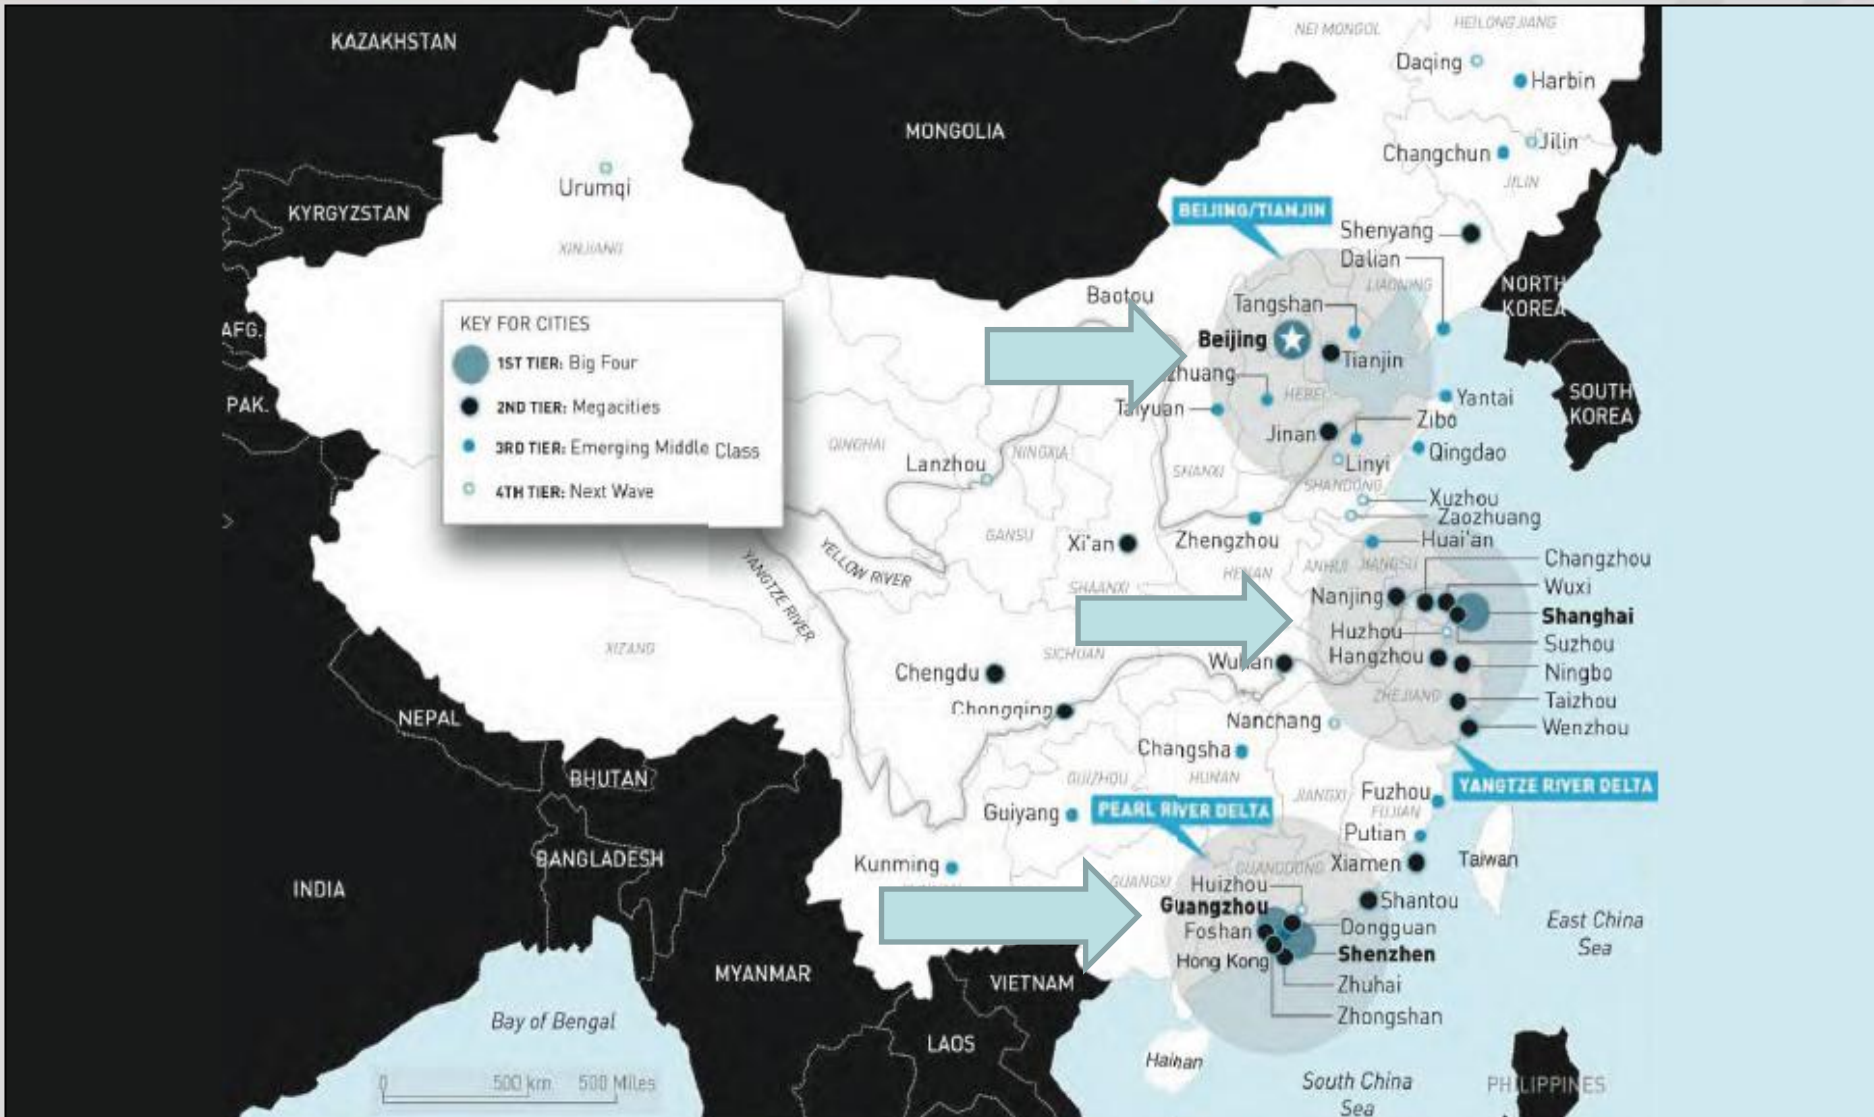 NEI MONGOL
HEILONGJIANG
KAZAKHSTAN
Daqing
Harbin
MONGOLIA
Jilin
Changchun
JILIN
Urumqi
KYRGYZSTAN
BEIJING/TIANJIN
Shenyang
XINJIANG
Dalian
LIAONING
NORTH
KOREA
Baotou
Tangshan
KEY FOR CITIES
1ST TIER: Big Four
2ND TIER: Megacities
3RD TIER: Emerging Middle Class
4TH TIER: Next Wave
AFG.
Beijing
Tianjin
zhuang
HEBEI
SOUTH
KOREA
PAK.
Taiyuan
Yantai
Zibo
Jinan
QINGHAI
Lanzhou
NINGXIA
Linyi
Qingdao
SHANXI
SHANDONG
Xuzhou
Zaozhuang
GANSU
Xi'an
Zhengzhou
Huai'an
YANGTZE RIVER
YELLOW RIVER
HENAN
ANHUI
JIANGSU
Changzhou
SHAANXI
Nanjing
Wuxi
Shanghai
Huzhou
Suzhou
XIZANG
SICHUAN
Wuhan
Hangzhou
Ningbo
Chengdu
ZHEJIANG
Taizhou
Chongqing
NEPAL
Nanchang
Wenzhou
Changsha
BHUTAN
GUIZHOU
HUNAN
YANGTZE RIVER DELTA
JIANGXI
Fuzhou
Guiyang
PEARL RIVER DELTA
FUJIAN
Putian
BANGLADESH
Kunming
GUANGDONG
Xiamen
Taiwan
INDIA
GUANGXI
Huizhou
Guangzhou
Shantou
Foshan
Dongguan
East China
Sea
Shenzhen
Hong Kong
MYANMAR
VIETNAM
Zhuhai
Bay of Bengal
Zhongshan
LAOS
Hainan
0 500 km 500 Miles
South China
Sea
PHILIPPINES